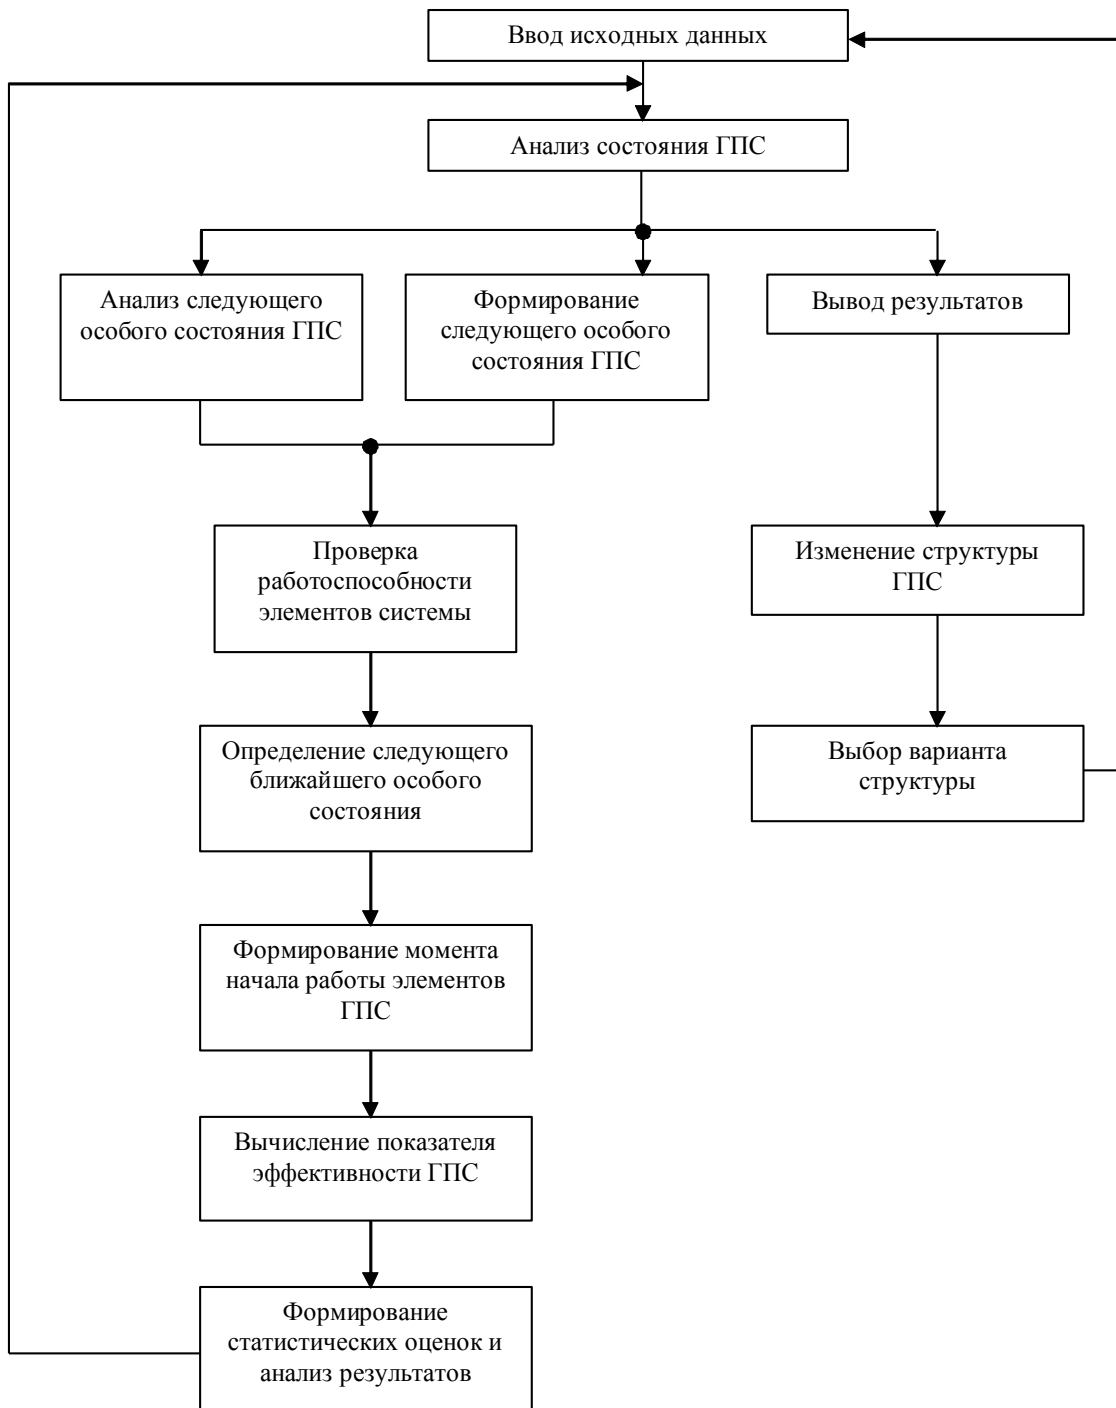 Ввод исходных данных
Анализ состояния ГПС
Анализ следующего
особого состояния ГПС
Формирование
следующего особого
состояния ГПС
Вывод результатов
Проверка
работоспособности
элементов системы
Изменение структуры
ГПС
Определение следующего
ближайшего особого
состояния
Выбор варианта
структуры
Формирование момента
начала работы элементов
ГПС
Вычисление показателя
эффективности ГПС
Формирование
статистических оценок и
анализ результатов